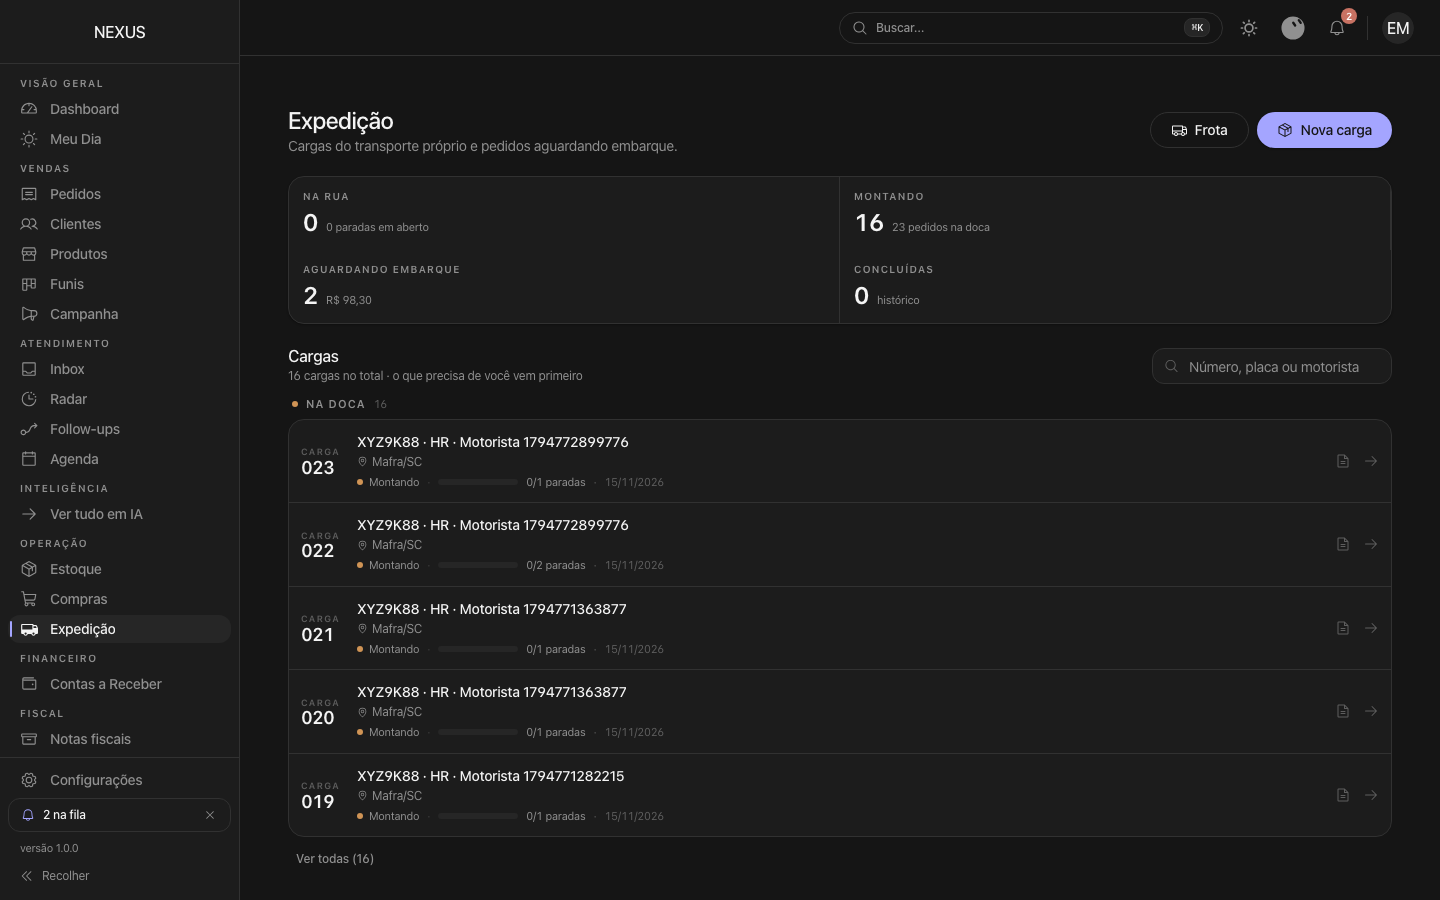 NEXUS
Buscar...
⌘K
2
EM
VISÃO GERAL
Dashboard
Meu Dia
VENDAS
Pedidos
Clientes
Produtos
Funis
Campanha
ATENDIMENTO
Inbox
Radar
Follow-ups
Agenda
INTELIGÊNCIA
Ver tudo em IA
OPERAÇÃO
Estoque
Compras
Expedição
FINANCEIRO
Contas a Receber
FISCAL
Notas fiscais
Configurações
2 na fila
versão 1.0.0
Recolher
Expedição
Cargas do transporte próprio e pedidos aguardando embarque.
Frota
Nova carga
NA RUA
0 0 paradas em aberto
MONTANDO
16 23 pedidos na doca
AGUARDANDO EMBARQUE
2 R$ 98,30
CONCLUÍDAS
0 histórico
Cargas
16 cargas no total · o que precisa de você vem primeiro
Número, placa ou motorista
NA DOCA 16
CARGA
023
XYZ9K88 · HR · Motorista 1794772899776
Mafra/SC
Montando · 0/1 paradas · 15/11/2026
CARGA
022
XYZ9K88 · HR · Motorista 1794772899776
Mafra/SC
Montando · 0/2 paradas · 15/11/2026
CARGA
021
XYZ9K88 · HR · Motorista 1794771363877
Mafra/SC
Montando · 0/1 paradas · 15/11/2026
CARGA
020
XYZ9K88 · HR · Motorista 1794771363877
Mafra/SC
Montando · 0/1 paradas · 15/11/2026
CARGA
019
XYZ9K88 · HR · Motorista 1794771282215
Mafra/SC
Montando · 0/1 paradas · 15/11/2026
Ver todas (16)